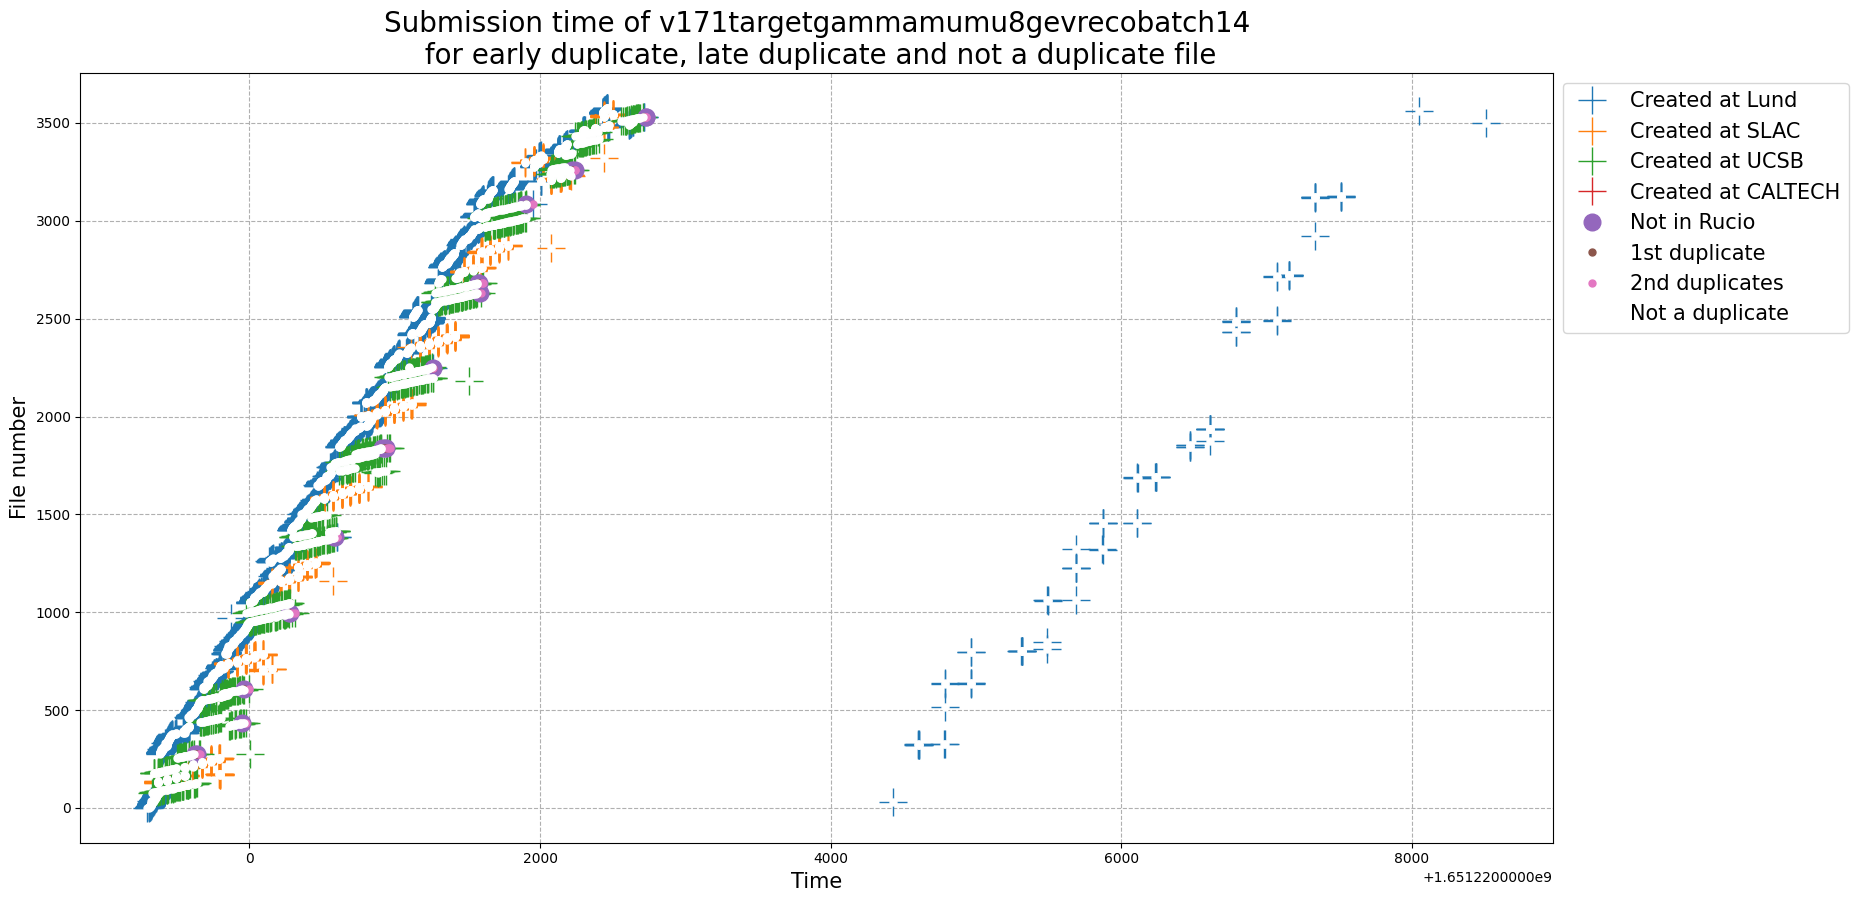 Submission time of v171targetgammamumu8gevrecobatch14
for early duplicate, late duplicate and not a duplicate file
File number
3500
3000
2500
2000
1500
1000
500
0
0
2000
4000
6000
8000
+1.6512200000e9
Time
Created at Lund
Created at SLAC
Created at UCSB
Created at CALTECH
Not in Rucio
1st duplicate
2nd duplicates
Not a duplicate